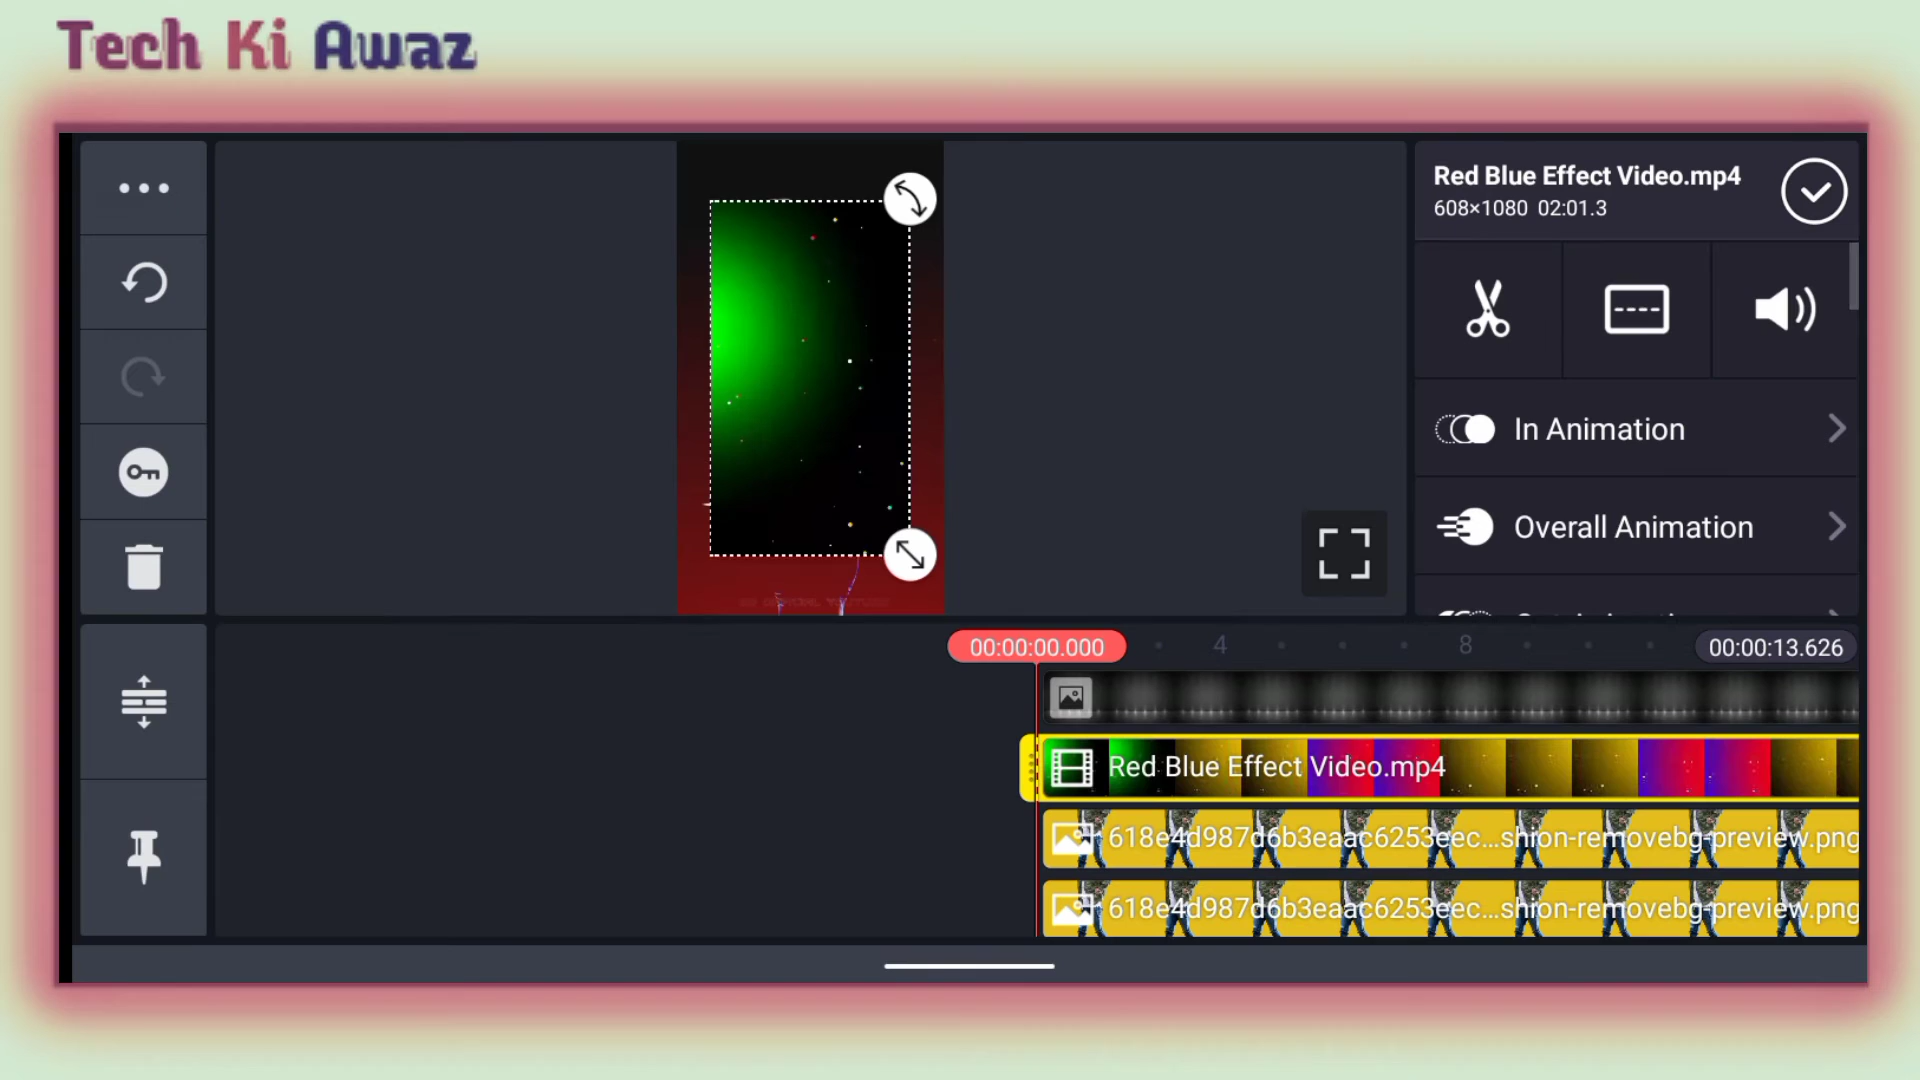 Tech Ki Awaz
Red Blue Effect Video.mp4
608×1080 02:01.3
In Animation
Overall Animation
00:00:00.000
4
8
00:00:13.626
Red Blue Effect Video.mp4
618e4d987d6b3eaac6253eec...shion-removebg-preview.png
618e4d987d6b3eaac6253eec...shion-removebg-preview.png